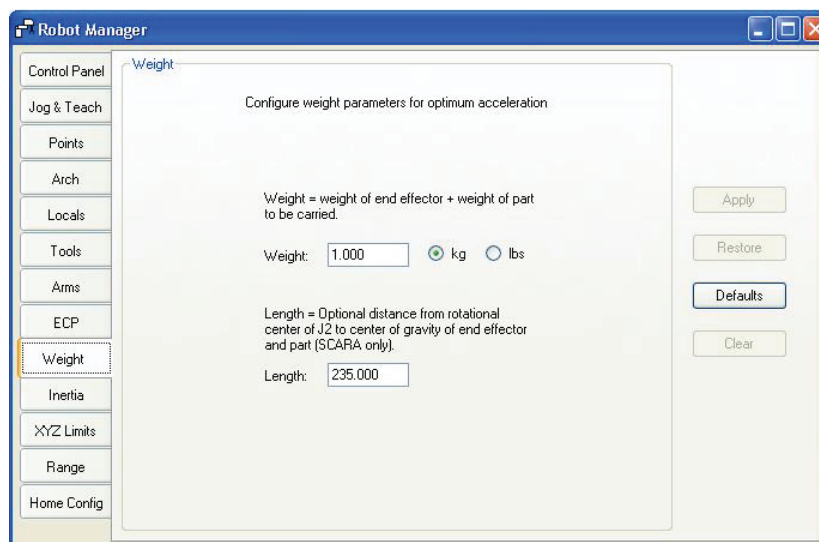 Robot Manager
Control Panel
Jog & Teach
Points
Arch
Locals
Tools
Arms
ECP
Weight
Inertia
XYZ Limits
Range
Home Config
Weight
Configure weight parameters for optimum acceleration
Weight = weight of end effector + weight of part
to be carried.
Weight: 1.000 kg lbs
Length = Optional distance from rotational
center of J2 to center of gravity of end effector
and part (SCARA only).
Length: 235.000
Apply
Restore
Defaults
Clear